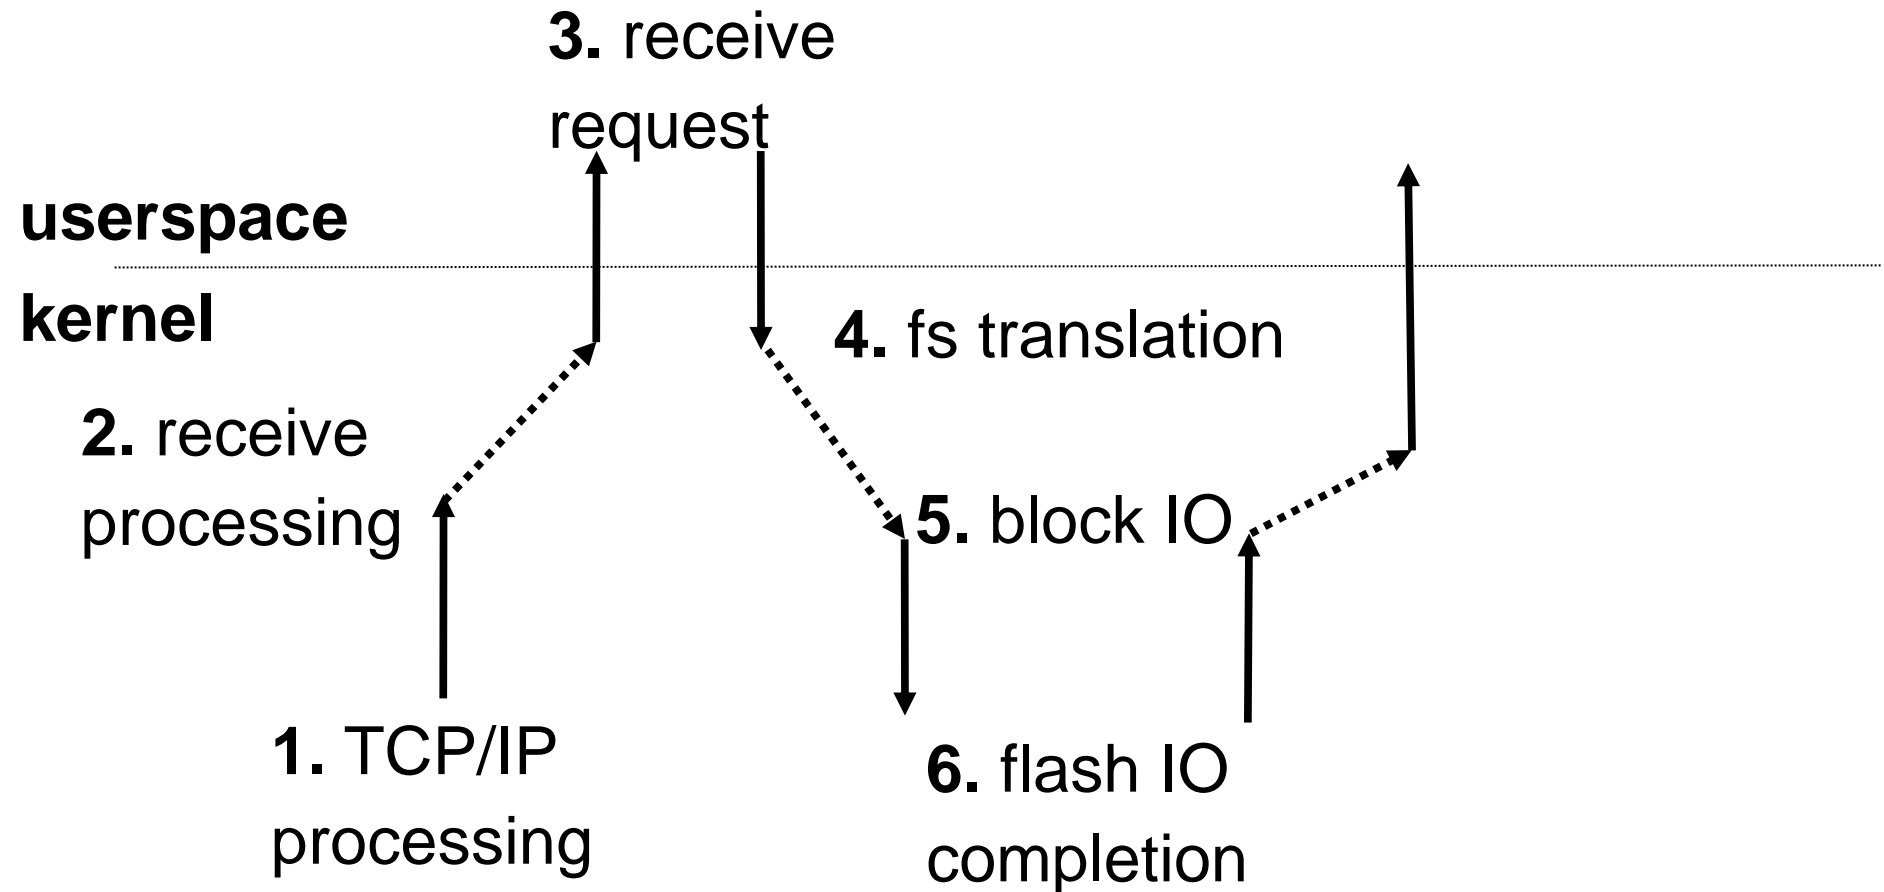 3. receive
request
userspace
kernel
4. fs translation
2. receive
processing
5. block IO
1. TCP/IP
processing
6. flash IO
completion